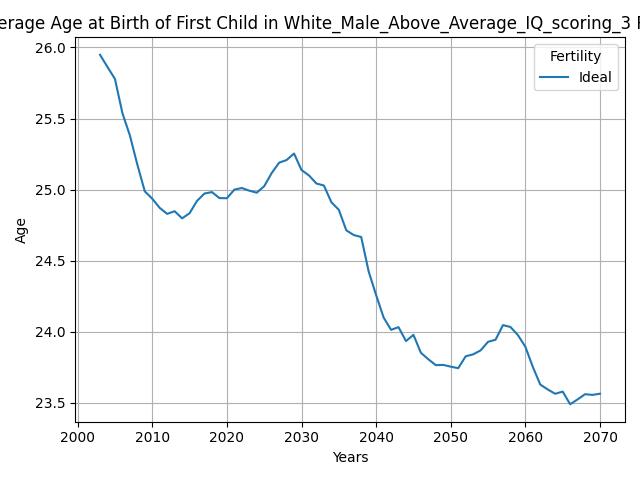 Age at Birth of First Child in White_Male_Above_Average_IQ_scoring_3
Fertility
Ideal
26.0
25.5
25.0
24.5
24.0
23.5
Age
2000 2010 2020 2030 2040 2050 2060 2070
Years